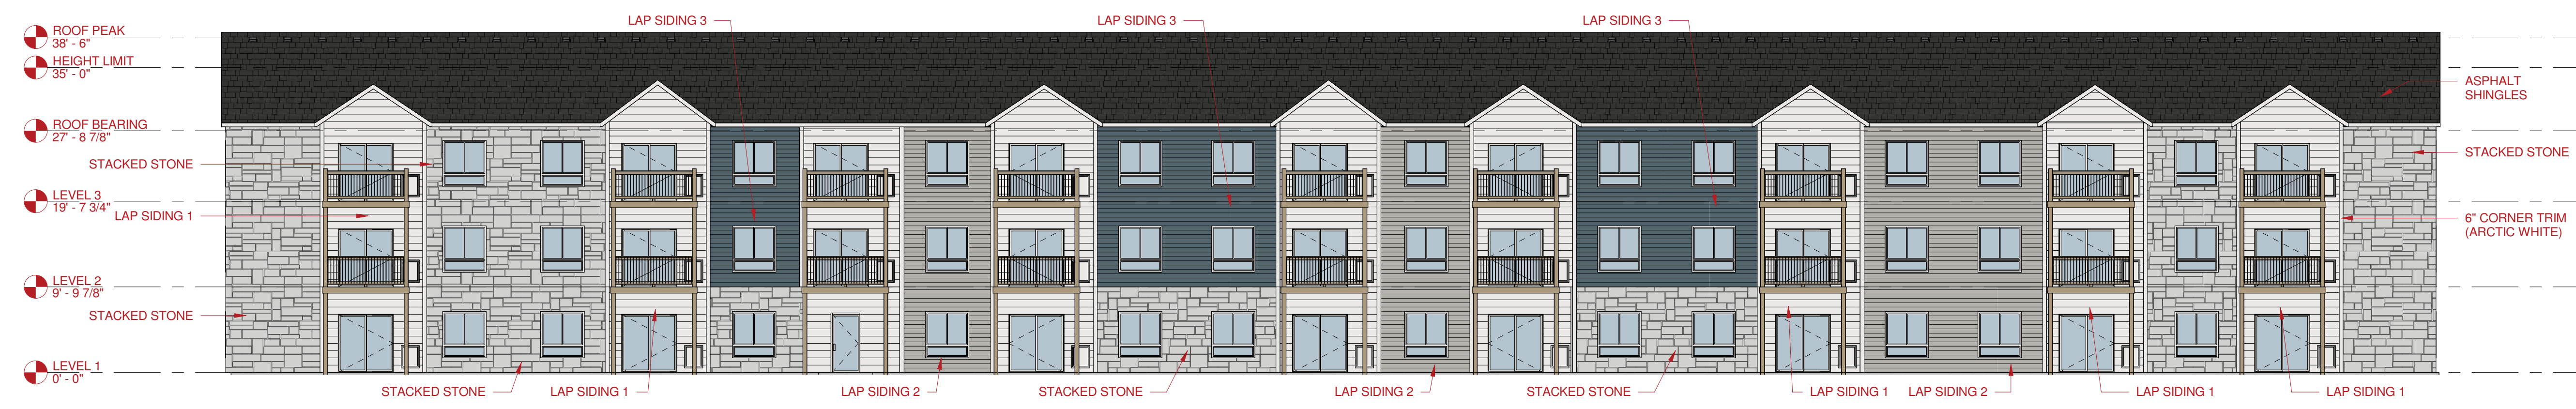 LAP SIDING 3
LAP SIDING 3
LAP SIDING 3
ROOF PEAK
38' - 6"
HEIGHT LIMIT
35' - 0"
ASPHALT
SHINGLES
ROOF BEARING
27' - 8 7/8"
STACKED STONE
STACKED STONE
LEVEL 3
19' - 7 3/4"
LAP SIDING 1
6" CORNER TRIM
(ARCTIC WHITE)
LEVEL 2
9' - 9 7/8"
STACKED STONE
LEVEL 1
0' - 0"
STACKED STONE
LAP SIDING 1
LAP SIDING 2
STACKED STONE
LAP SIDING 2
STACKED STONE
LAP SIDING 1
LAP SIDING 2
LAP SIDING 1
LAP SIDING 1